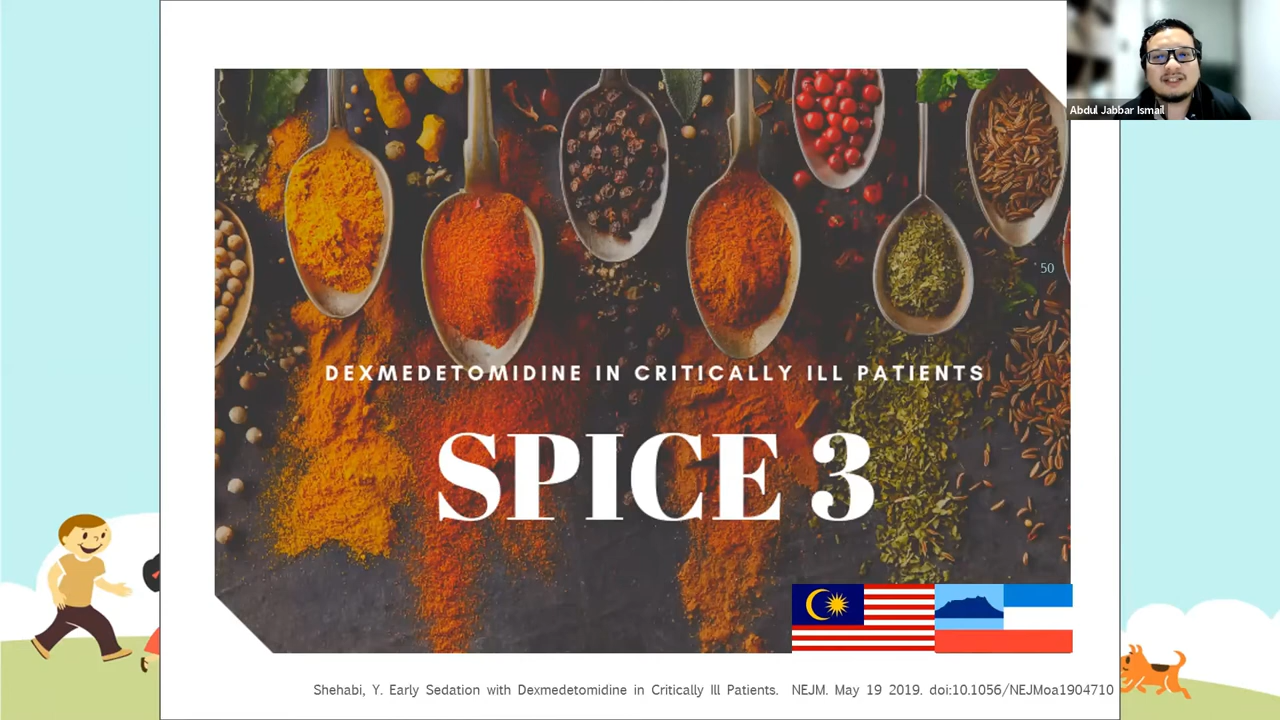 Abdul Jabbar Ismail
`50
DEXMEDETOMIDINE IN CRITICALLY ILL PATIENTS
SPICE 3
Shehabi, Y. Early Sedation with Dexmedetomidine in Critically Ill Patients. NEJM. May 19 2019. doi:10.1056/NEJMoa1904710